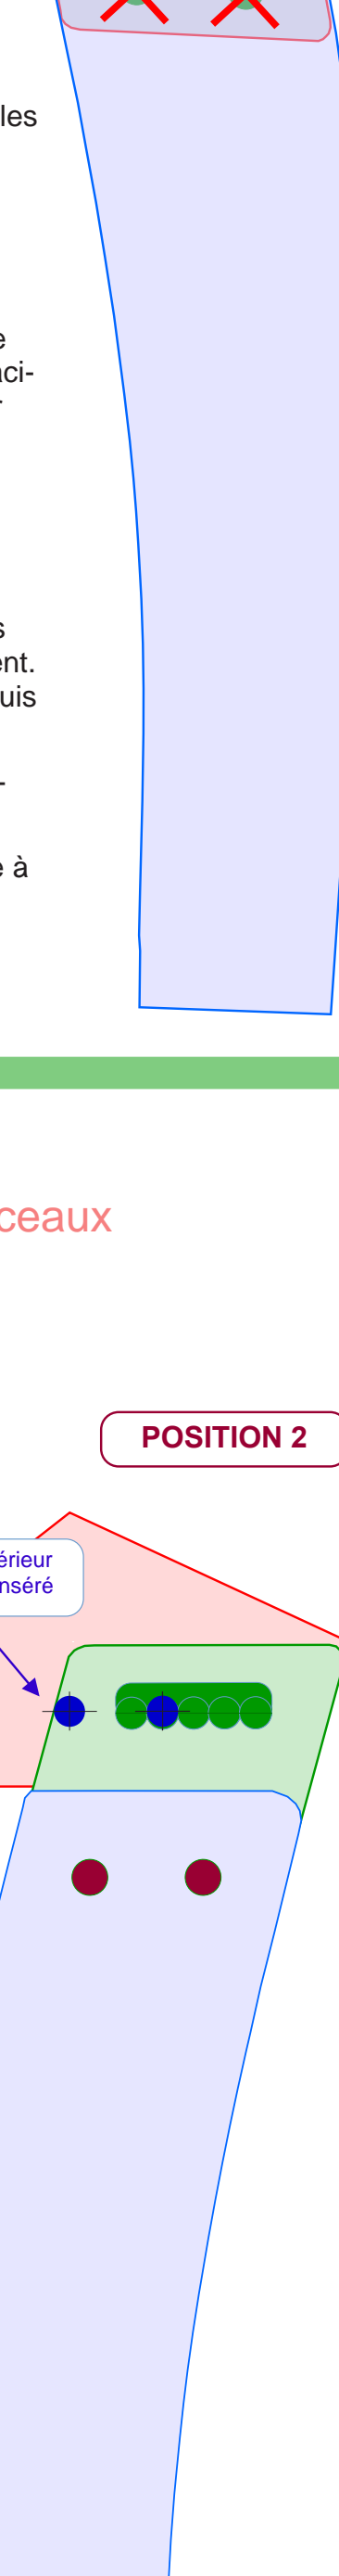 les
e
aci-
s
ent.
uis
-
e à
ceaux
POSITION 2
érieur
nséré